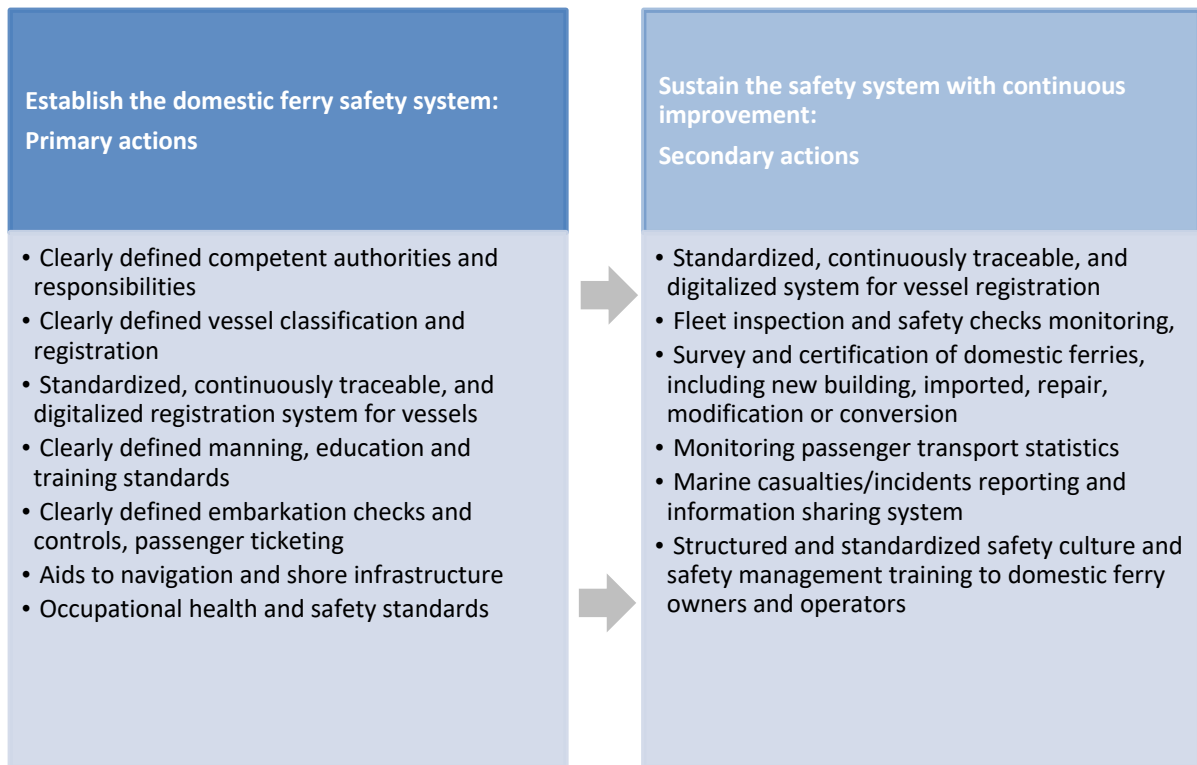 Establish the domestic ferry safety system:
Primary actions
• Clearly defined competent authorities and
responsibilities
• Clearly defined vessel classification and
registration
• Standardized, continuously traceable, and
digitalized registration system for vessels
• Clearly defined manning, education and
training standards
• Clearly defined embarkation checks and
controls, passenger ticketing
• Aids to navigation and shore infrastructure
• Occupational health and safety standards
Sustain the safety system with continuous
improvement:
Secondary actions
• Standardized, continuously traceable, and
digitalized system for vessel registration
• Fleet inspection and safety checks monitoring,
• Survey and certification of domestic ferries,
including new building, imported, repair,
modification or conversion
• Monitoring passenger transport statistics
• Marine casualties/incidents reporting and
information sharing system
• Structured and standardized safety culture and
safety management training to domestic ferry
owners and operators